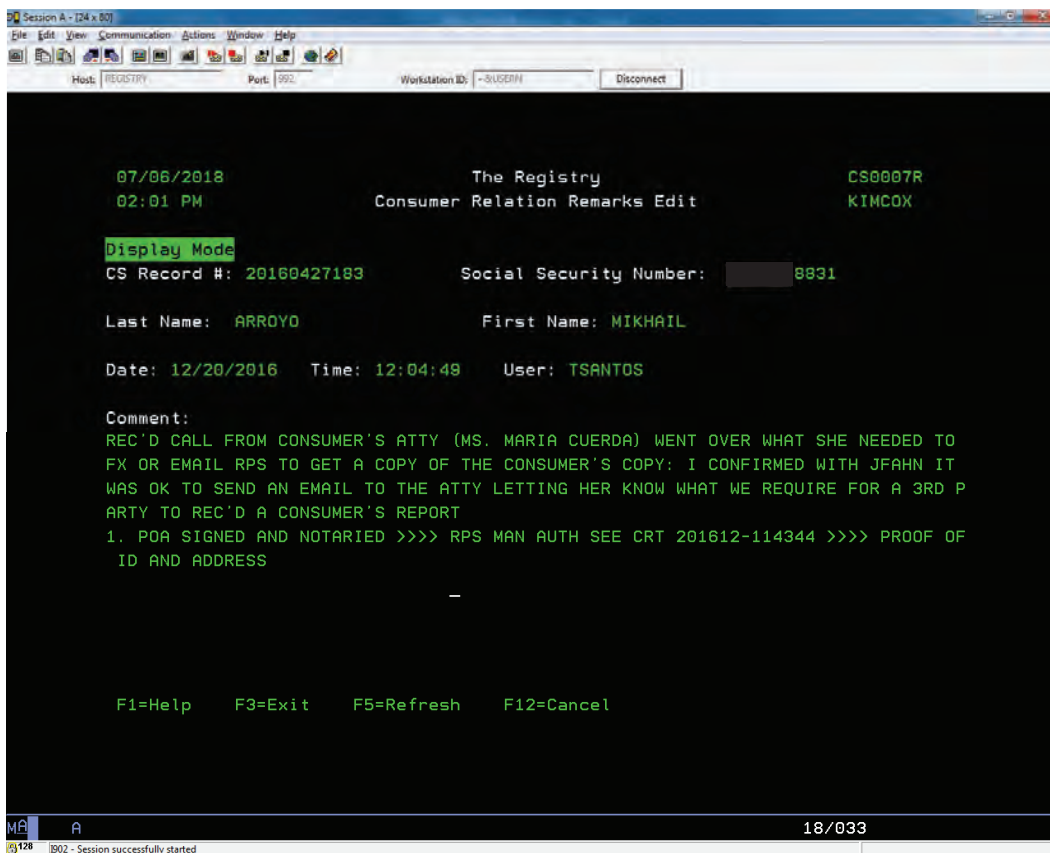 Session A - [24 x 80]
File Edit View Communication Actions Window Help
Host: REGISTRY Port: 992 Workstation ID: Disconnect
07/06/2018 The Registry CS0007R
02:01 PM Consumer Relation Remarks Edit KIMCOX
Display Mode
CS Record #: 20160427183 Social Security Number: 8831
Last Name: ARROYO First Name: MIKHAIL
Date: 12/20/2016 Time: 12:04:49 User: TSANTOS
Comment:
REC'D CALL FROM CONSUMER'S ATTY (MS. MARIA CUERDA) WENT OVER WHAT SHE NEEDED TO
FX OR EMAIL RPS TO GET A COPY OF THE CONSUMER'S COPY: I CONFIRMED WITH JFAHN IT
WAS OK TO SEND AN EMAIL TO THE ATTY LETTING HER KNOW WHAT WE REQUIRE FOR A 3RD P
ARTY TO REC'D A CONSUMER'S REPORT
1. POA SIGNED AND NOTARIED >>>> RPS MAN AUTH SEE CRT 201612-114344 >>>> PROOF OF
ID AND ADDRESS
F1=Help F3=Exit F5=Refresh F12=Cancel
MA A 18/033
128 I902 - Session successfully started